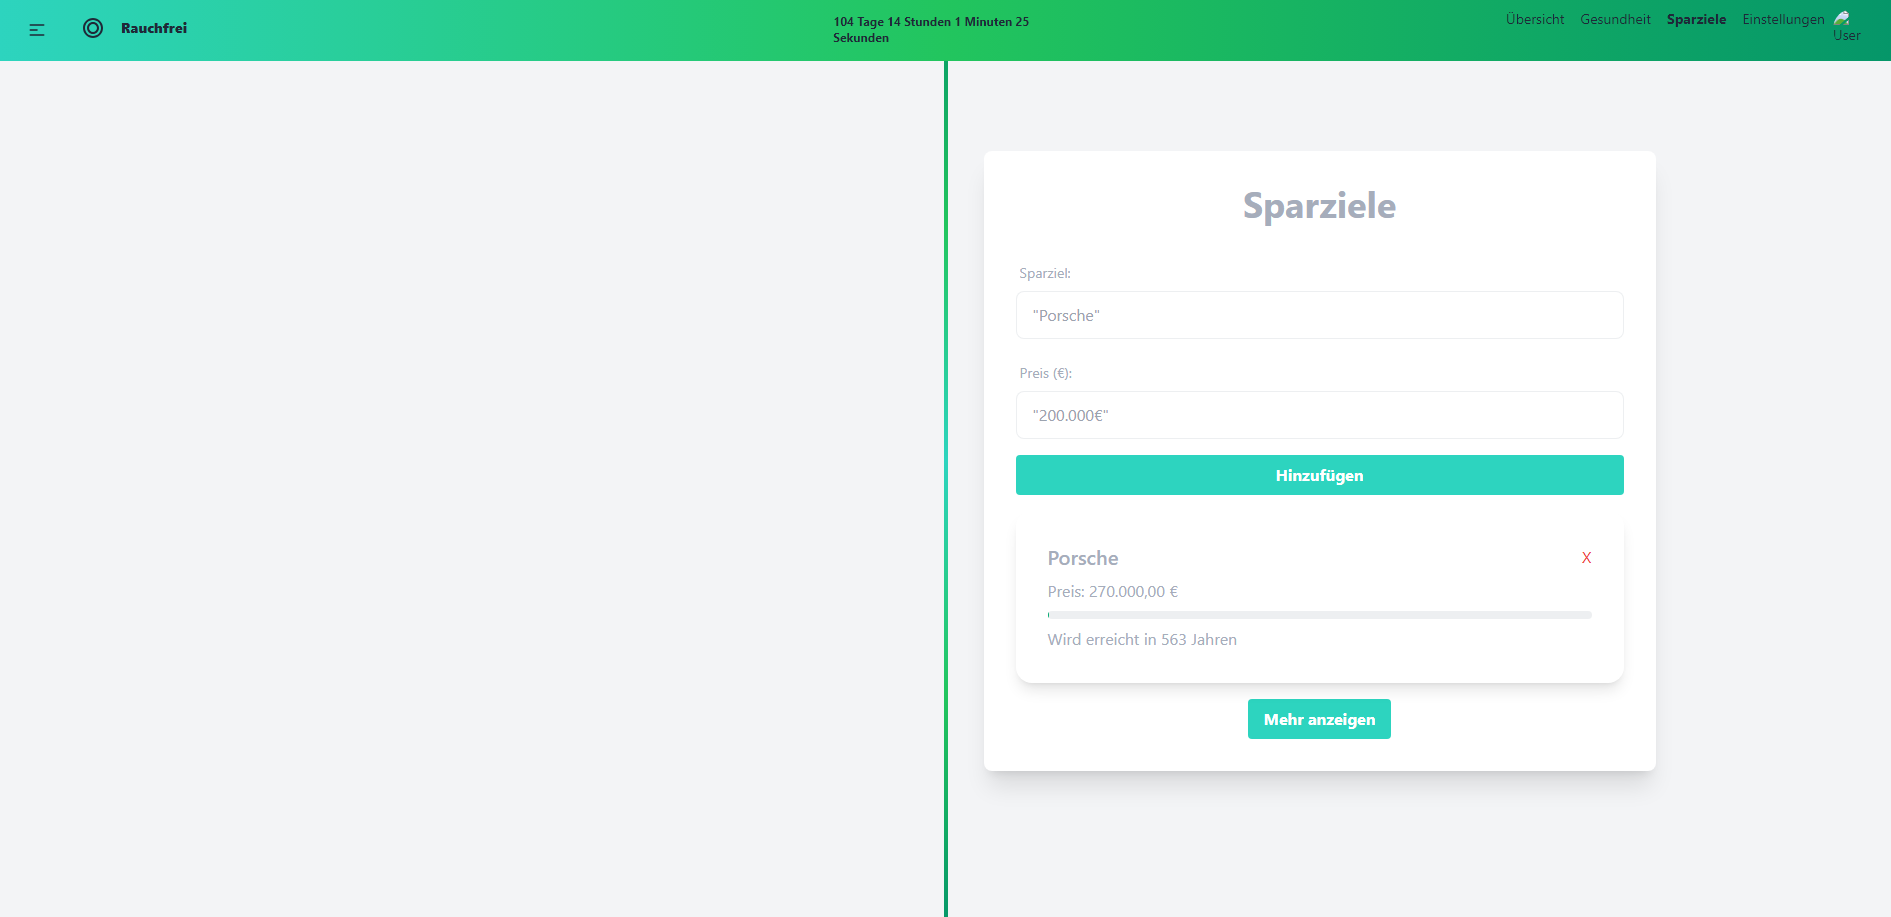 Rauchfrei
104 Tage 14 Stunden 1 Minuten 25
Sekunden
Übersicht Gesundheit Sparziele Einstellungen User
Sparziele
Sparziel:
"Porsche"
Preis (€):
"200.000€"
Hinzufügen
Porsche X
Preis: 270.000,00 €
Wird erreicht in 563 Jahren
Mehr anzeigen